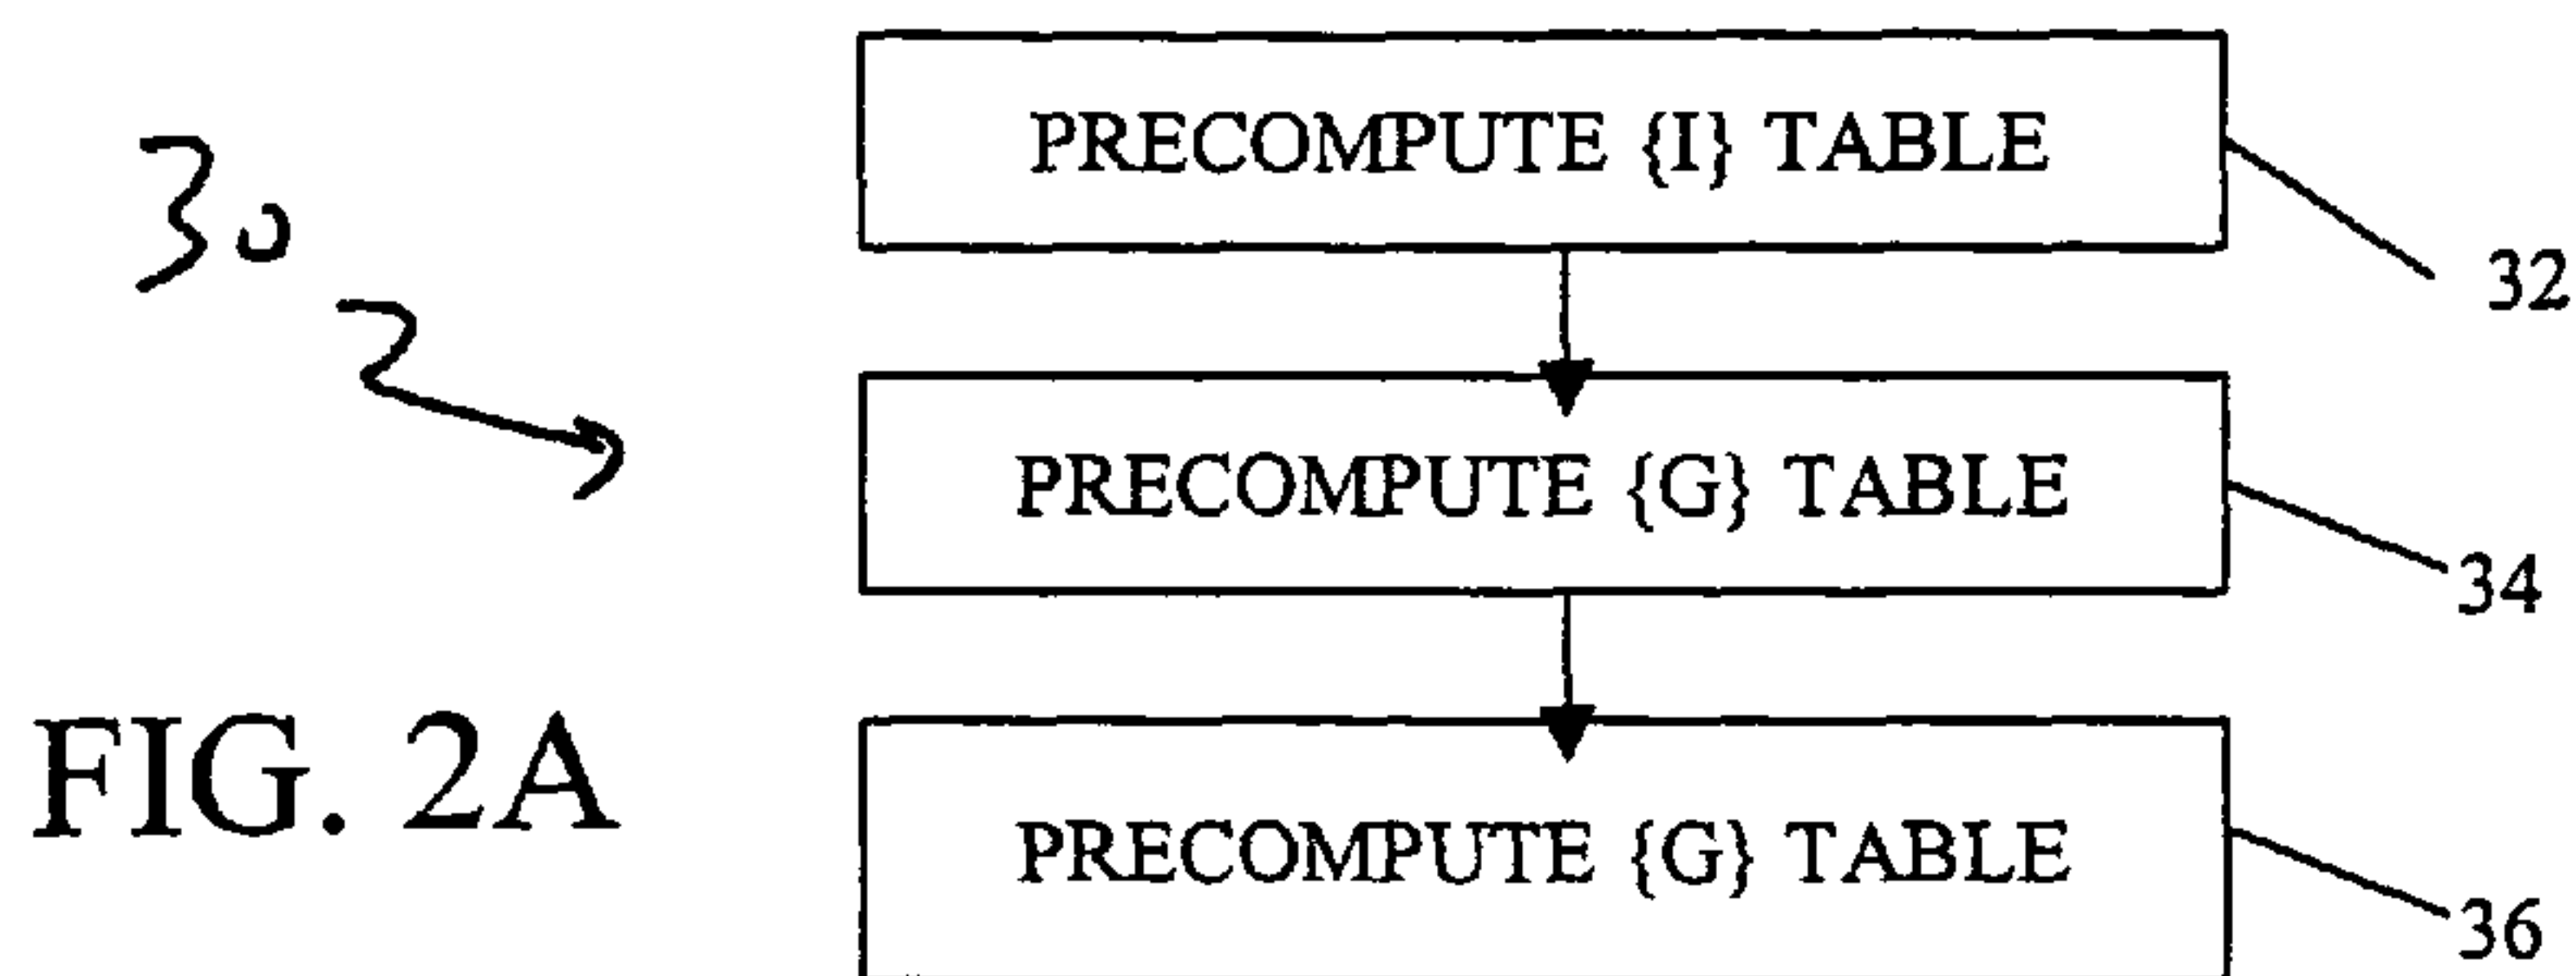 PRECOMPUTE {I} TABLE
30
32
PRECOMPUTE {G} TABLE
34
FIG. 2A
PRECOMPUTE {G} TABLE
36